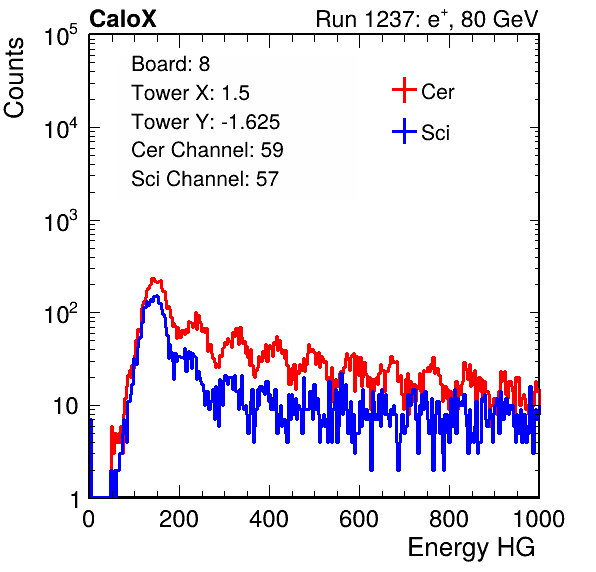 CaloX Run 1237: e⁺, 80 GeV
Counts
10⁵
10⁴
10³
10²
10
1
Board: 8
Tower X: 1.5
Tower Y: -1.625
Cer Channel: 59
Sci Channel: 57
Cer
Sci
0 200 400 600 800 1000
Energy HG